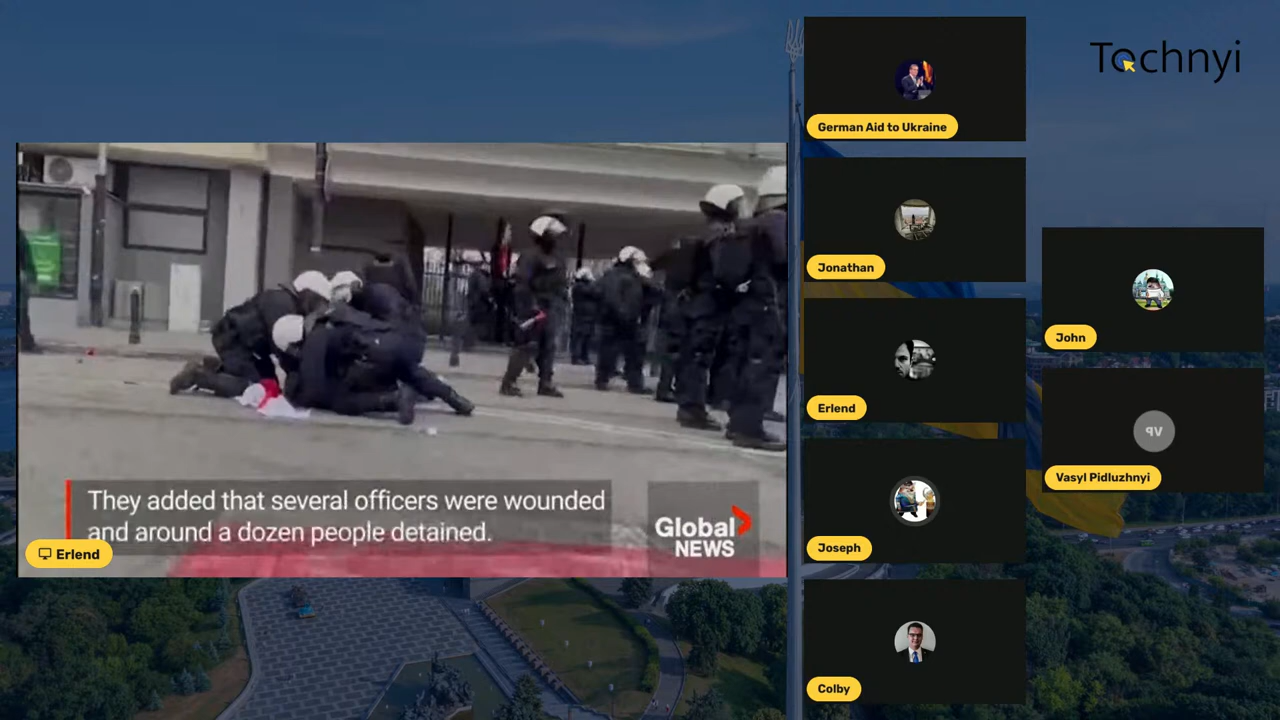 Technyi
German Aid to Ukraine
Jonathan
Erlend
Joseph
Colby
John
VP
Vasyl Pidluzhnyi
They added that several officers were wounded
and around a dozen people detained.
Global
NEWS
Erlend